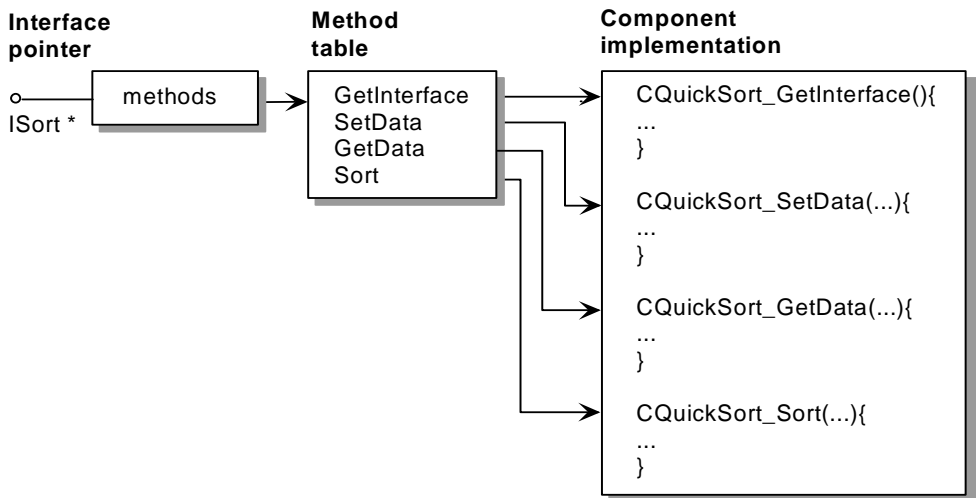 Interface
pointer
Method
table
Component
implementation
ISort *
methods
GetInterface
SetData
GetData
Sort
CQuickSort_GetInterface(){
...
}
CQuickSort_SetData(...){
...
}
CQuickSort_GetData(...){
...
}
CQuickSort_Sort(...){
...
}